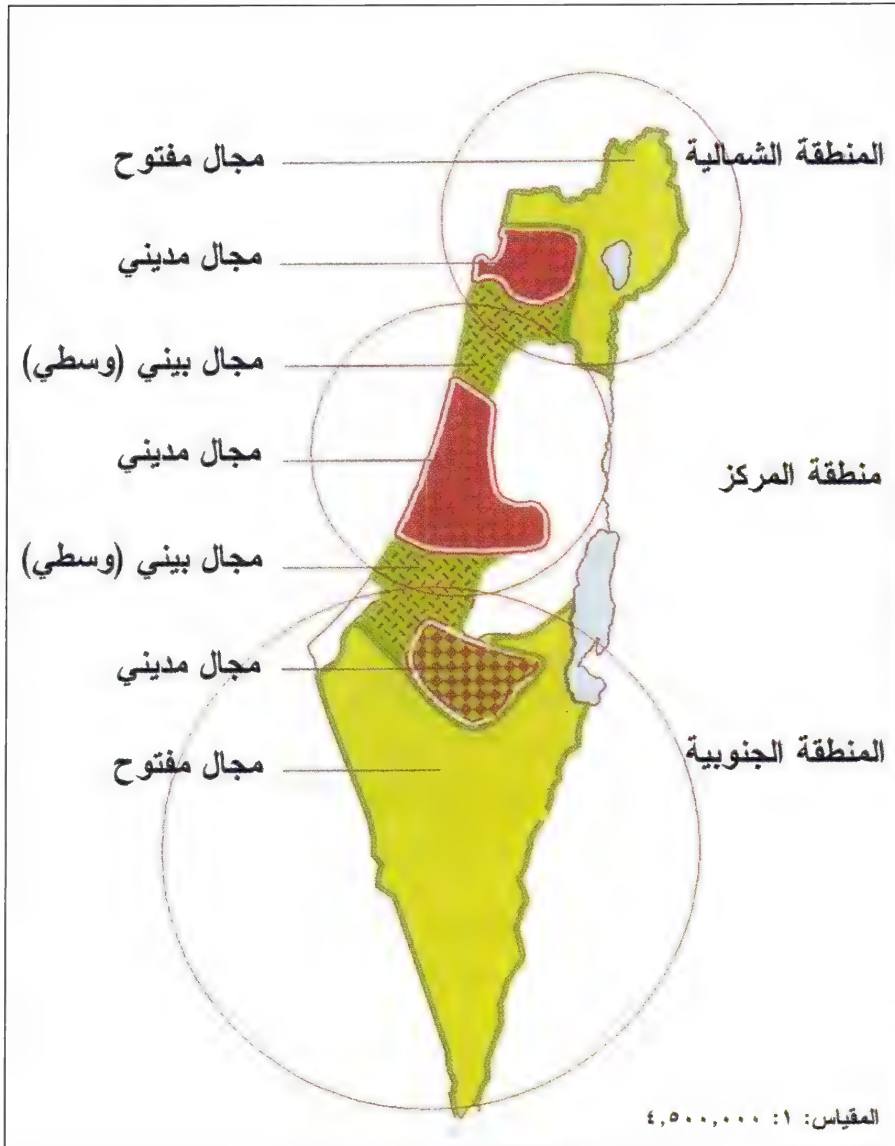 المنطقة الشمالية
مجال مفتوح
مجال مديني
مجال بيني (وسطي)
منطقة المركز
مجال مديني
مجال بيني (وسطي)
مجال مديني
المنطقة الجنوبية
مجال مفتوح
المقياس: ١: ٤,٥٠٠,٠٠٠